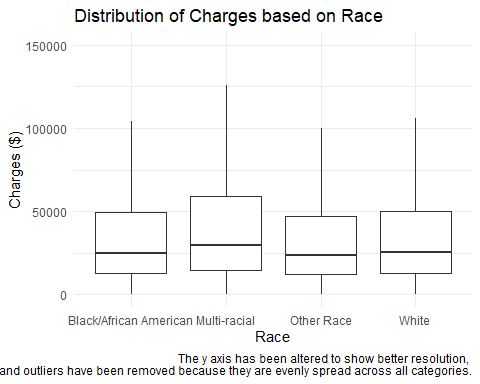 Distribution of Charges based on Race
150000
100000
50000
0
Charges ($)
Black/African American Multi-racial Other Race White
Race
The y axis has been altered to show better resolution,
and outliers have been removed because they are evenly spread across all categories.